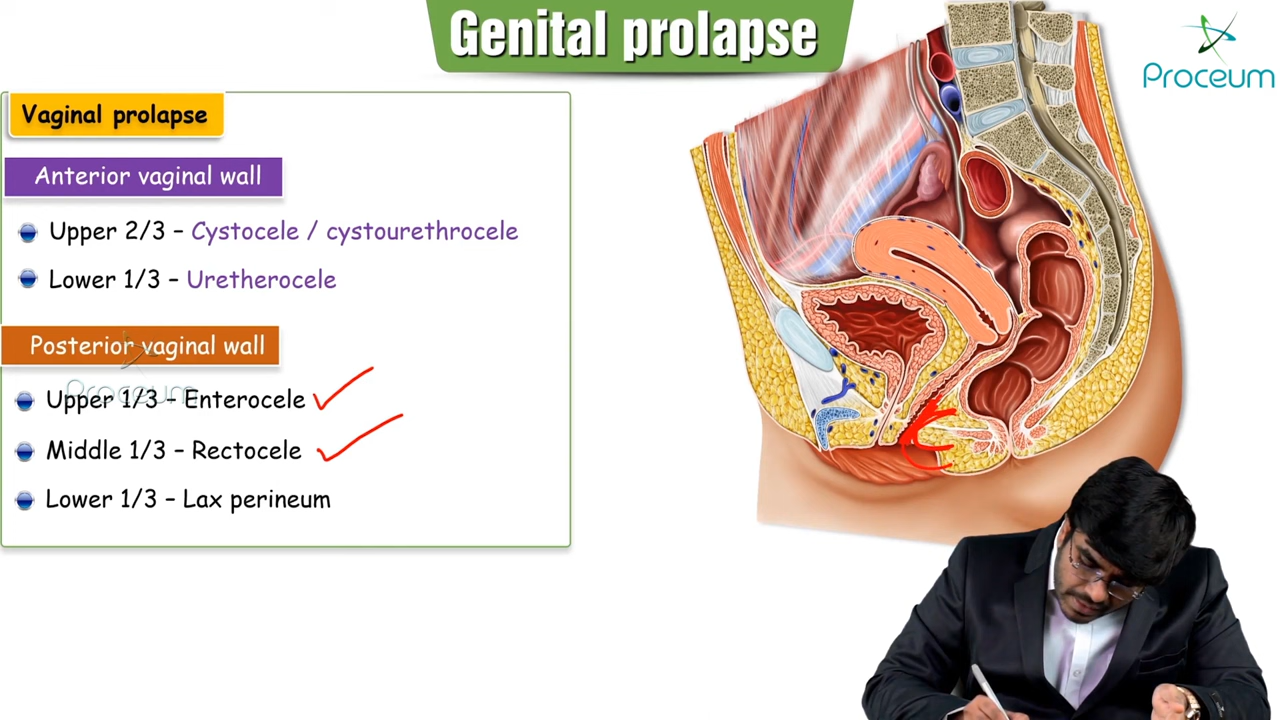 Genital prolapse
Proceum
Vaginal prolapse
Anterior vaginal wall
Upper 2/3 – Cystocele / cystourethrocele
Lower 1/3 – Uretherocele
Posterior vaginal wall
Proceum
Upper 1/3 – Enterocele
Middle 1/3 – Rectocele
Lower 1/3 – Lax perineum